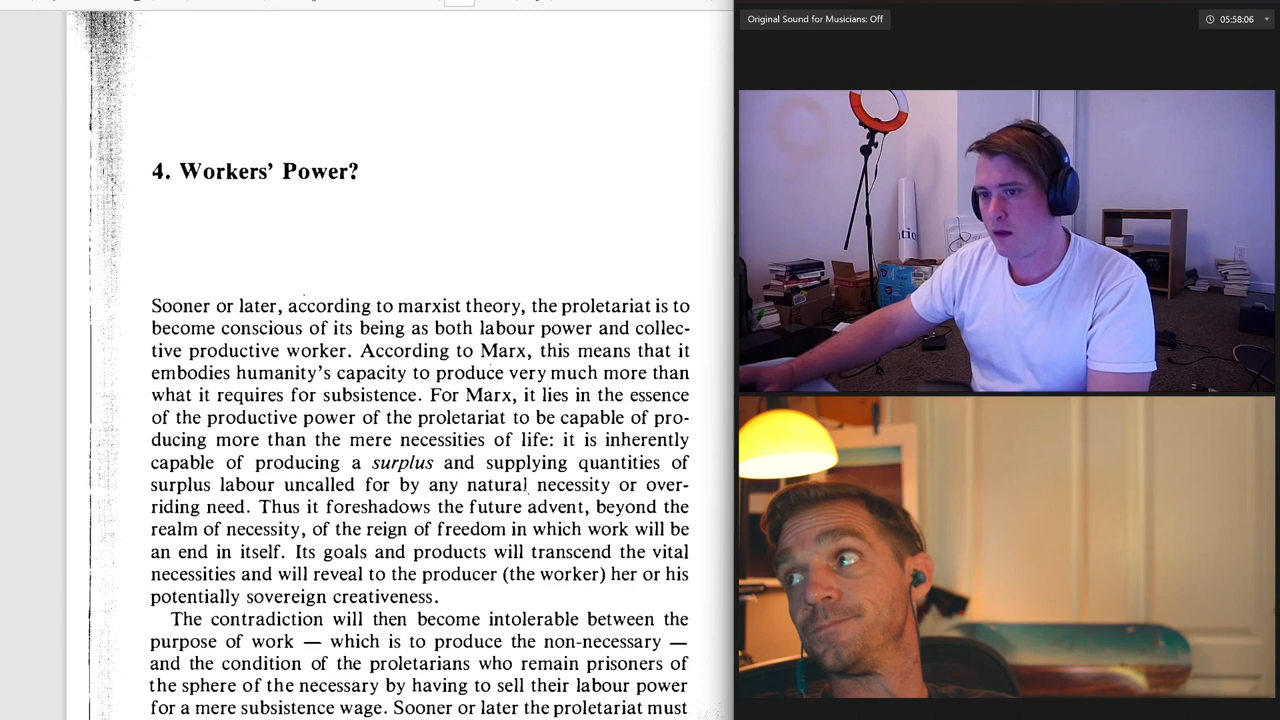 4. Workers' Power?
Sooner or later, according to marxist theory, the proletariat is to
become conscious of its being as both labour power and collec-
tive productive worker. According to Marx, this means that it
embodies humanity's capacity to produce very much more than
what it requires for subsistence. For Marx, it lies in the essence
of the productive power of the proletariat to be capable of pro-
ducing more than the mere necessities of life: it is inherently
capable of producing a surplus and supplying quantities of
surplus labour uncalled for by any natural necessity or over-
riding need. Thus it foreshadows the future advent, beyond the
realm of necessity, of the reign of freedom in which work will be
an end in itself. Its goals and products will transcend the vital
necessities and will reveal to the producer (the worker) her or his
potentially sovereign creativeness.
The contradiction will then become intolerable between the
purpose of work — which is to produce the non-necessary —
and the condition of the proletarians who remain prisoners of
the sphere of the necessary by having to sell their labour power
for a mere subsistence wage. Sooner or later the proletariat must
Original Sound for Musicians: Off
05:58:06